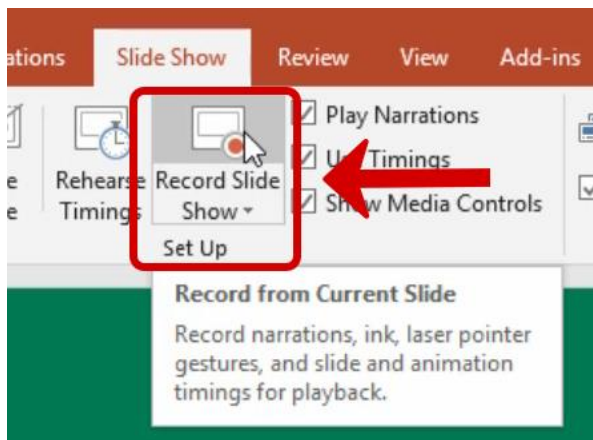 ations Slide Show Review View Add-ins
Play Narrations
Timings
Show Media Controls
Rehearse
Timings
Record Slide
Show
Set Up
Record from Current Slide
Record narrations, ink, laser pointer
gestures, and slide and animation
timings for playback.